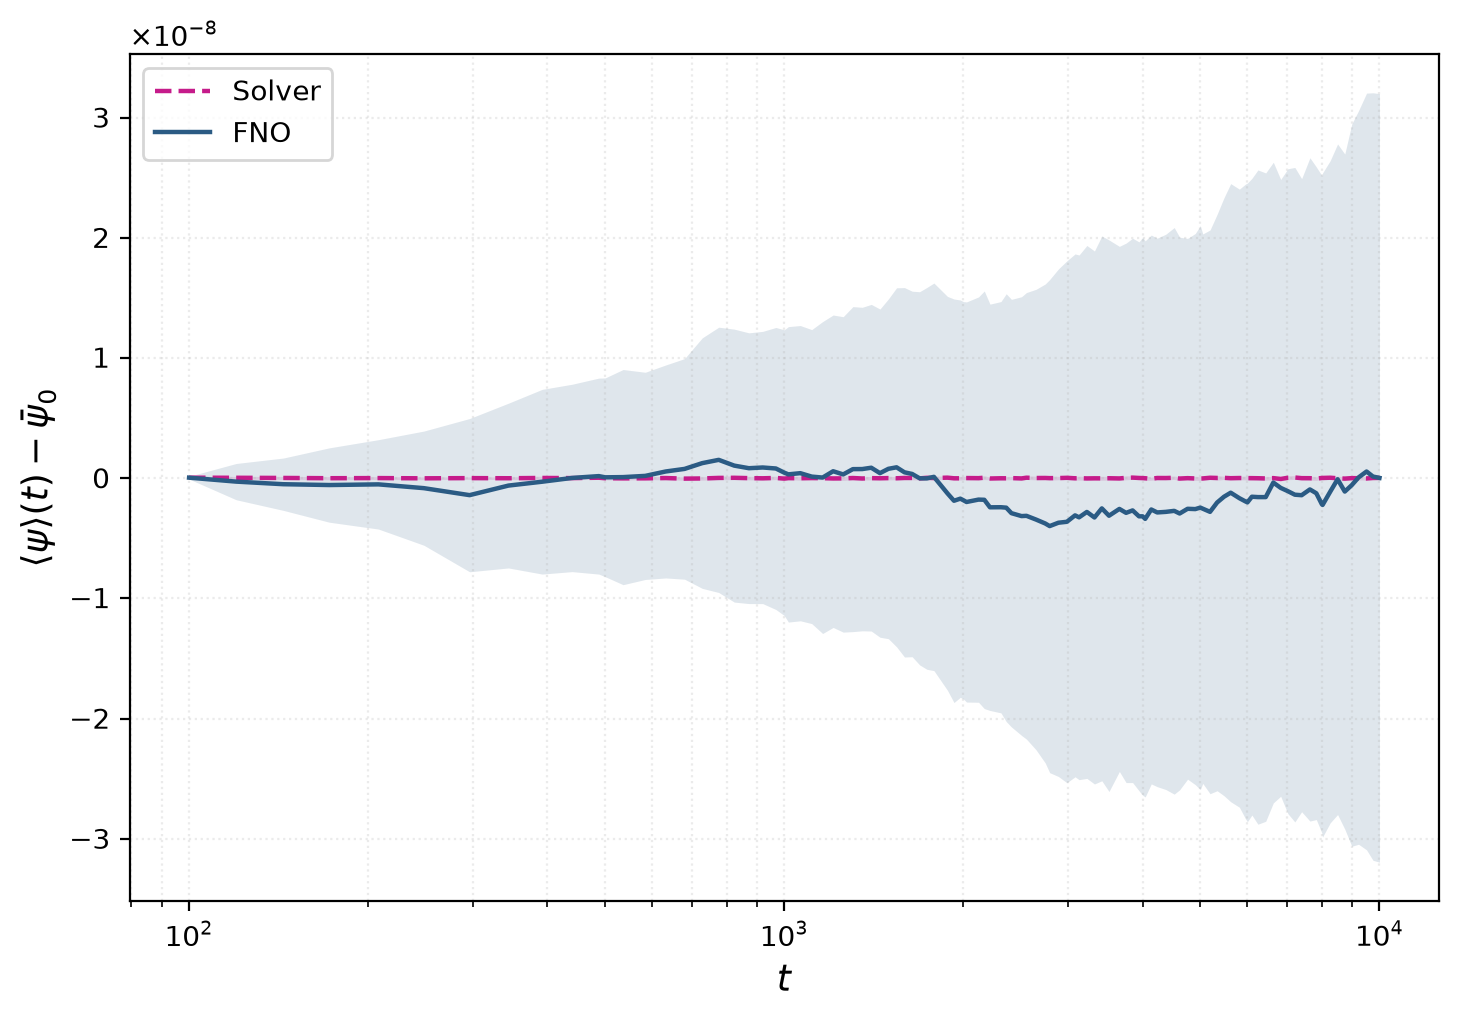 ×10⁻⁸
Solver
FNO
3
2
1
0
−1
−2
−3
⟨ψ⟩(t) − ψ̄₀
10² 10³ 10⁴
t